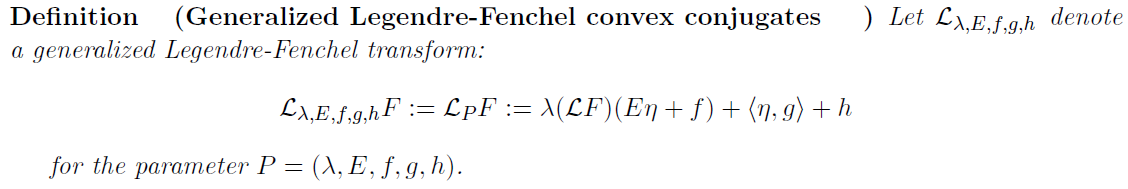 Definition (Generalized Legendre-Fenchel convex conjugates ) Let 𝓛_{λ,E,f,g,h} denote
a generalized Legendre-Fenchel transform:
𝓛_{λ,E,f,g,h}F := 𝓛_P F := λ(𝓛F)(Eη + f) + ⟨η, g⟩ + h
for the parameter P = (λ, E, f, g, h).